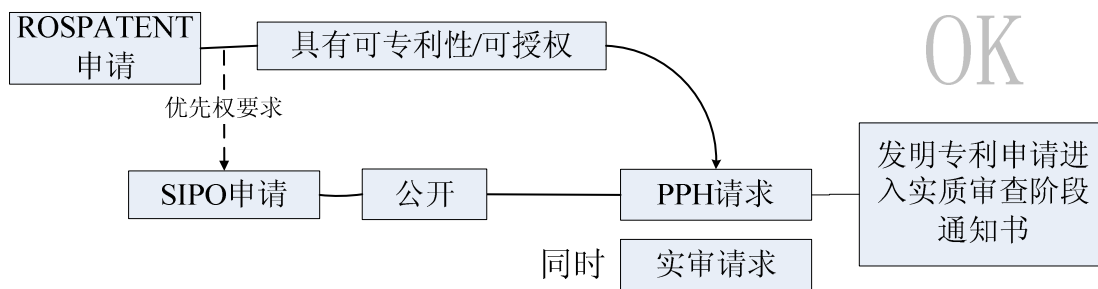 ROSPATENT
申请
具有可专利性/可授权
OK
优先权要求
SIPO申请
公开
PPH请求
发明专利申请进
入实质审查阶段
通知书
同时
实审请求